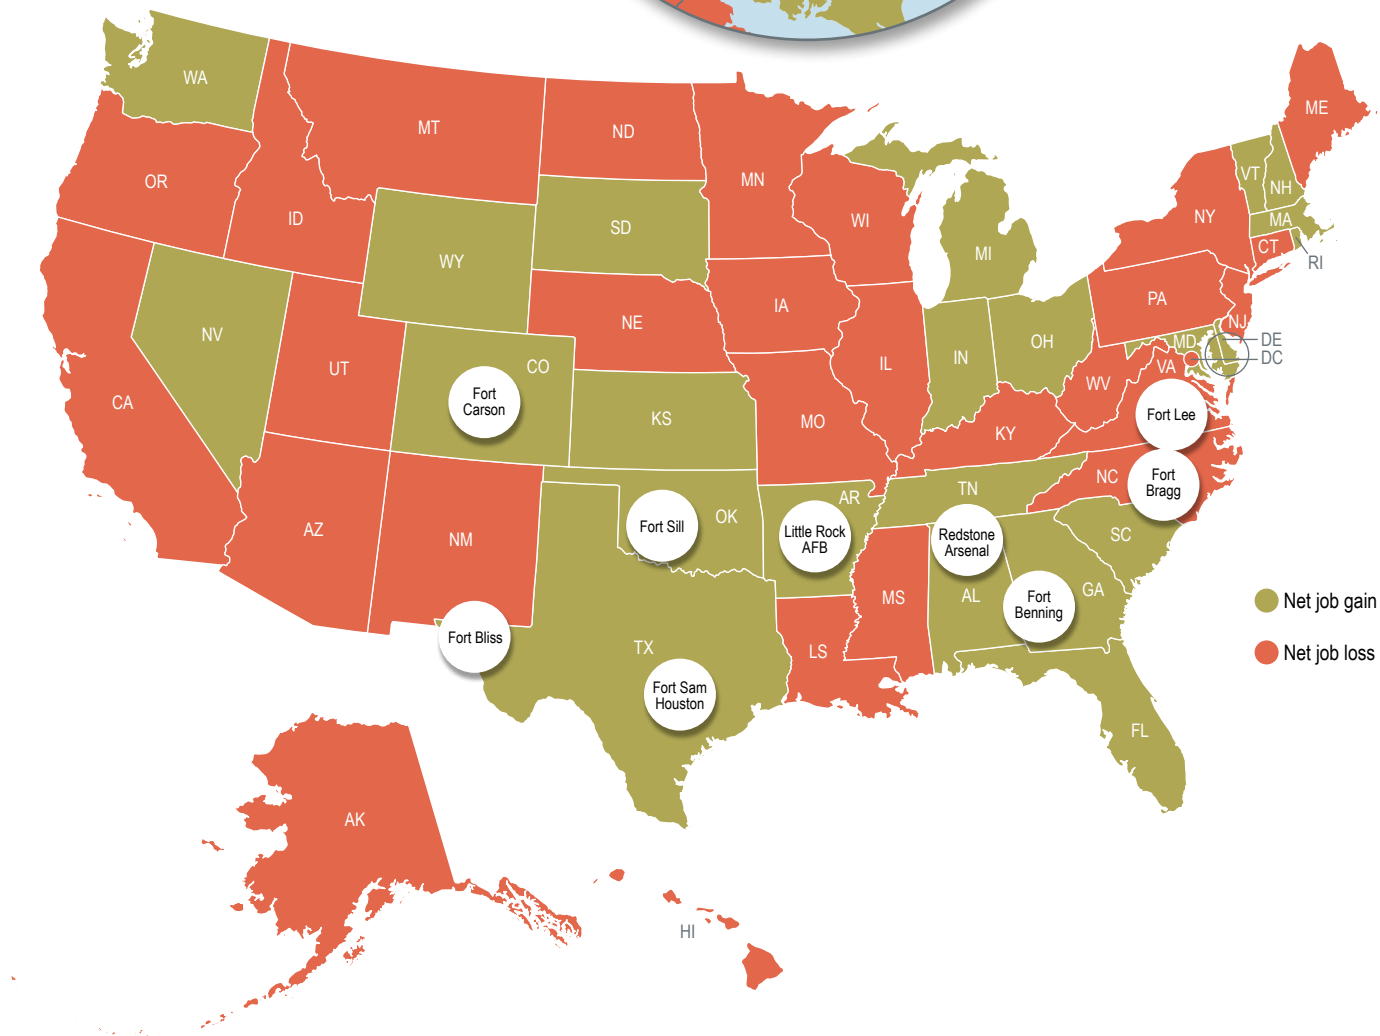 WA
MT
ND
ME
OR
MN
VT
NH
ID
WI
NY
MA
SD
CT
WY
MI
RI
IA
PA
NE
NJ
NV
OH
MD
DE
IN
DC
UT
CO
IL
VA
WV
CA
Fort
Carson
KS
MO
Fort Lee
KY
NC
Fort
Bragg
TN
AR
AZ
NM
Fort Sill
OK
Little Rock
AFB
Redstone
Arsenal
SC
MS
AL
Fort
Benning
GA
Net job gain
Fort Bliss
TX
LS
Net job loss
Fort Sam
Houston
FL
AK
HI